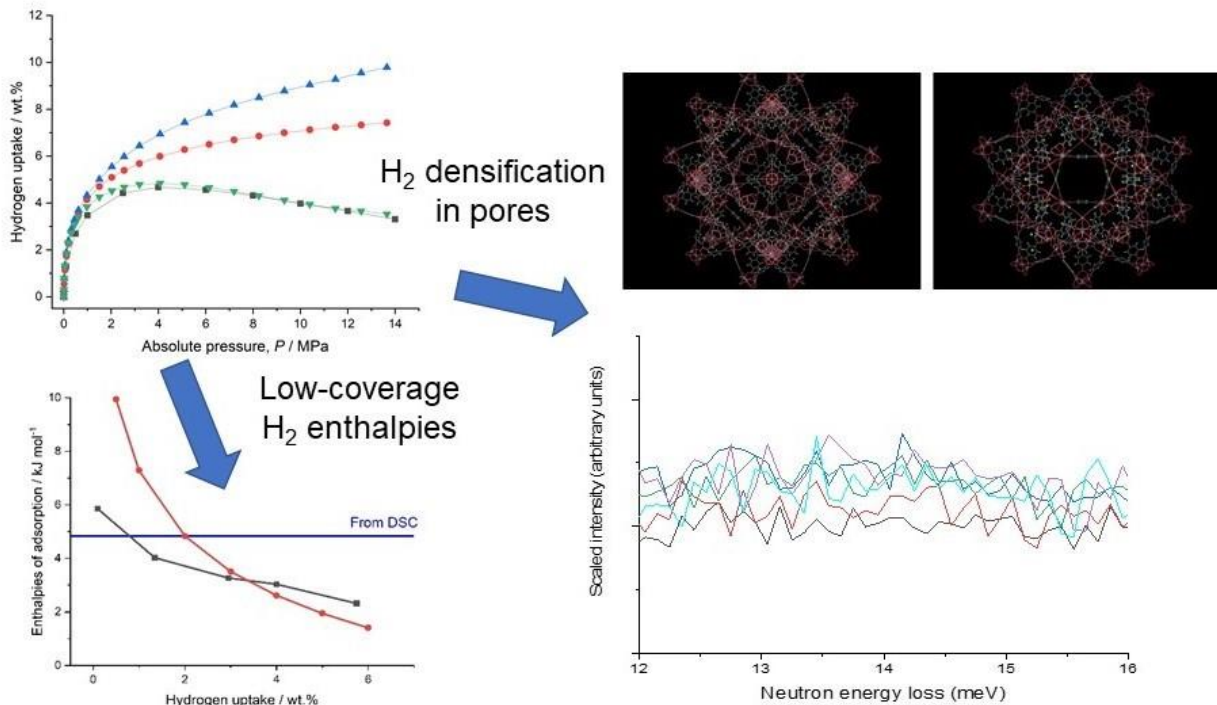 12
10
8
6
4
2
0
Hydrogen uptake / wt.%
0 2 4 6 8 10 12 14
Absolute pressure, P / MPa
H₂ densification
in pores
Low-coverage
H₂ enthalpies
10
8
6
4
2
0
Enthalpies of adsorption / kJ mol⁻¹
From DSC
0 2 4 6
Hydrogen uptake / wt.%
Scaled intensity (arbitrary units)
12 13 14 15 16
Neutron energy loss (meV)